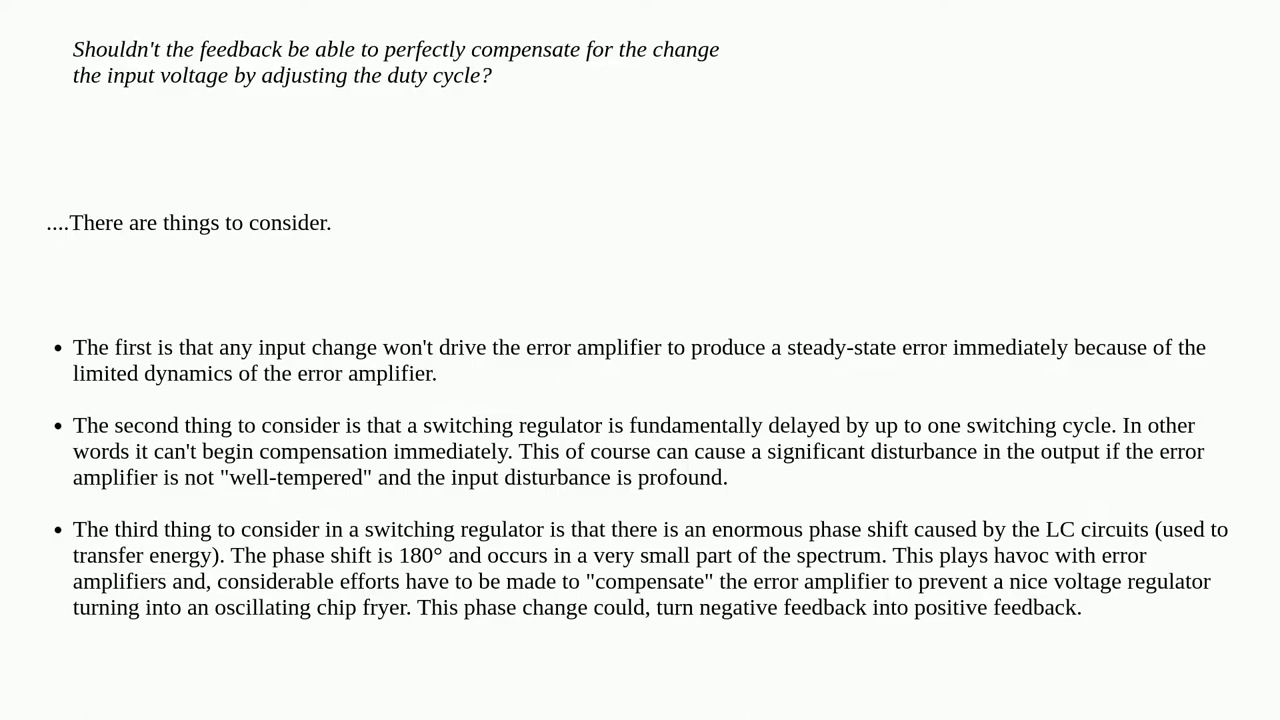 Shouldn't the feedback be able to perfectly compensate for the change
the input voltage by adjusting the duty cycle?
....There are things to consider.
• The first is that any input change won't drive the error amplifier to produce a steady-state error immediately because of the
limited dynamics of the error amplifier.
• The second thing to consider is that a switching regulator is fundamentally delayed by up to one switching cycle. In other
words it can't begin compensation immediately. This of course can cause a significant disturbance in the output if the error
amplifier is not "well-tempered" and the input disturbance is profound.
• The third thing to consider in a switching regulator is that there is an enormous phase shift caused by the LC circuits (used to
transfer energy). The phase shift is 180° and occurs in a very small part of the spectrum. This plays havoc with error
amplifiers and, considerable efforts have to be made to "compensate" the error amplifier to prevent a nice voltage regulator
turning into an oscillating chip fryer. This phase change could, turn negative feedback into positive feedback.